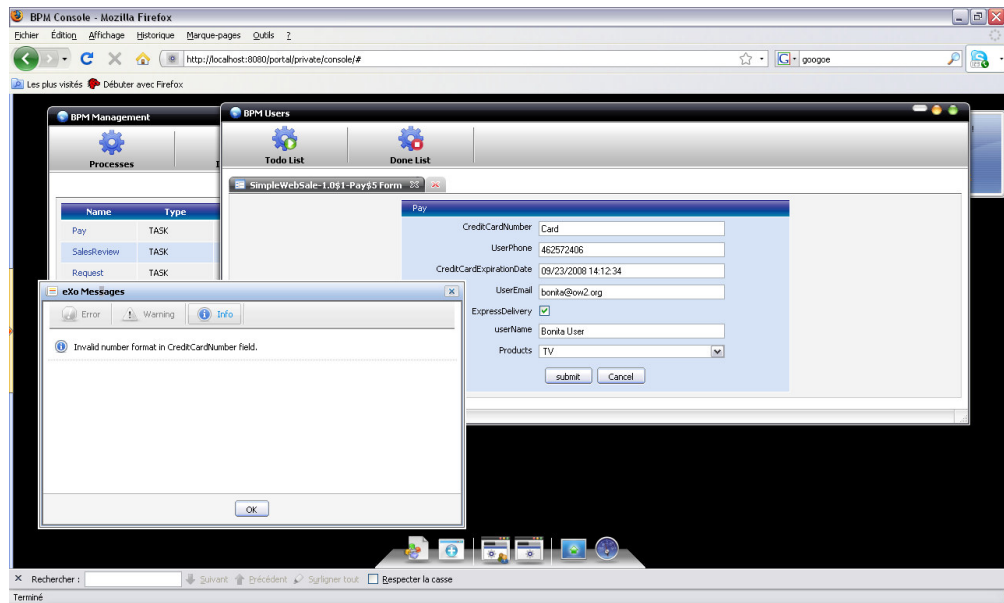 BPM Console - Mozilla Firefox
Fichier Édition Affichage Historique Marque-pages Outils ?
http://localhost:8080/portal/private/console/#
G googoe
Les plus visités Débuter avec Firefox
BPM Management
Processes
BPM Users
Todo List Done List
SimpleWebSale-1.0$1-Pay$5 Form
Name Type
Pay TASK
SalesReview TASK
Request TASK
Pay
CreditCardNumber Card
UserPhone 462572406
CreditCardExpirationDate 09/23/2008 14:12:34
UserEmail bonita@ow2.org
ExpressDelivery
userName Bonita User
Products TV
submit Cancel
eXo Messages
Error Warning Info
Invalid number format in CreditCardNumber field.
OK
Rechercher : Suivant Précédent Surligner tout Respecter la casse
Terminé